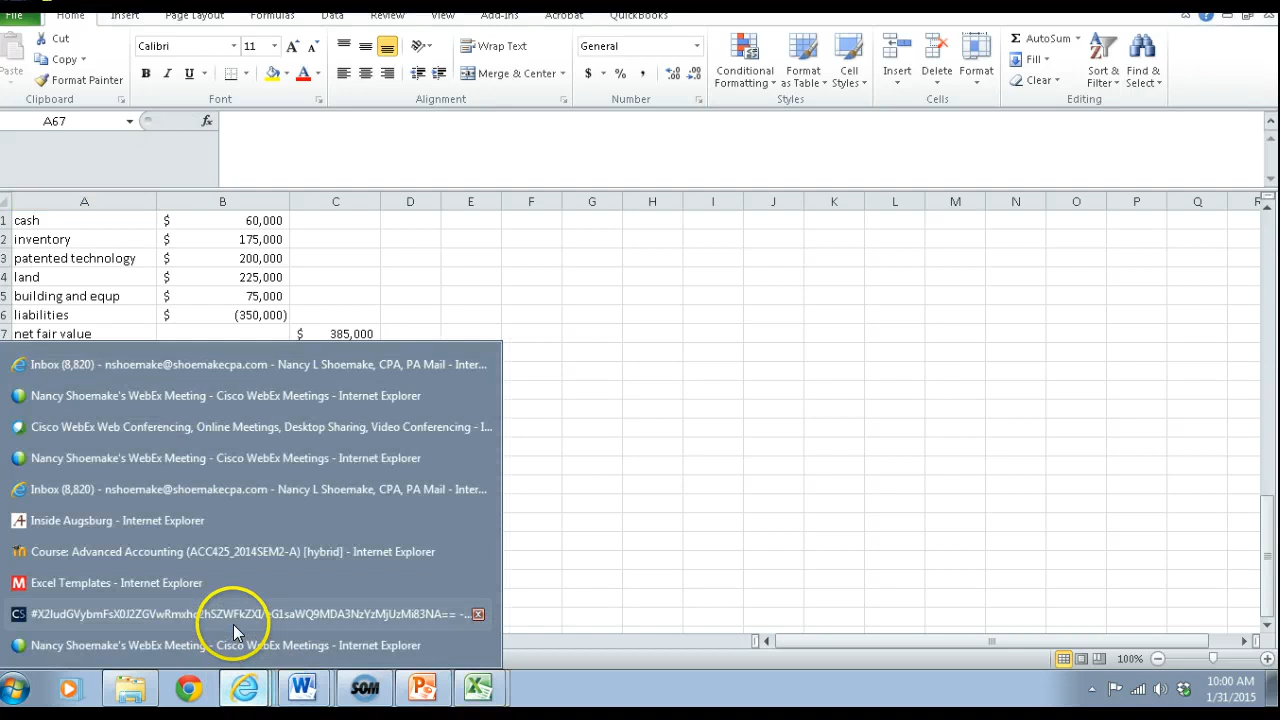 File Home Insert Page Layout Formulas Data Review View Add-Ins Acrobat QuickBooks
Cut
Copy
Format Painter
Paste
Clipboard
Calibri 11
B I U
Font
Wrap Text
Merge & Center
Alignment
General
$ % ,
Number
Conditional Formatting
Format as Table
Cell Styles
Styles
Insert Delete Format
Cells
Σ AutoSum
Fill
Clear
Sort & Filter
Find & Select
Editing
A67 fx
A B C D E F G H I J K L M N O P Q R
1 cash $ 60,000
2 inventory $ 175,000
3 patented technology $ 200,000
4 land $ 225,000
5 building and equp $ 75,000
6 liabilities $ (350,000)
7 net fair value $ 385,000
Inbox (8,820) - nshoemake@shoemakecpa.com - Nancy L Shoemake, CPA, PA Mail - Inter...
Nancy Shoemake's WebEx Meeting - Cisco WebEx Meetings - Internet Explorer
Cisco WebEx Web Conferencing, Online Meetings, Desktop Sharing, Video Conferencing - I...
Nancy Shoemake's WebEx Meeting - Cisco WebEx Meetings - Internet Explorer
Inbox (8,820) - nshoemake@shoemakecpa.com - Nancy L Shoemake, CPA, PA Mail - Inter...
Inside Augsburg - Internet Explorer
Course: Advanced Accounting (ACC425_2014SEM2-A) [hybrid] - Internet Explorer
Excel Templates - Internet Explorer
Nancy Shoemake's WebEx Meeting - Cisco WebEx Meetings - Internet Explorer
100%
SOM
10:00 AM
1/31/2015